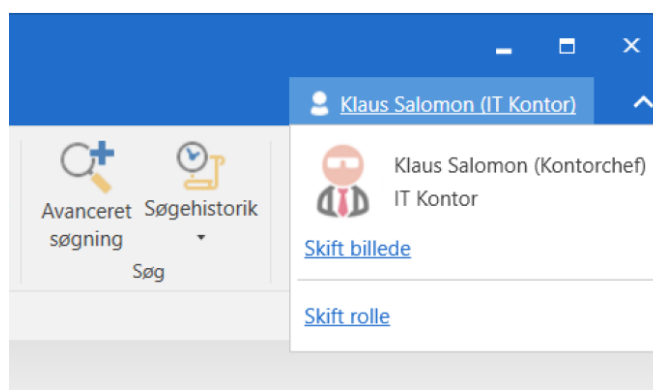 Klaus Salomon (IT Kontor)
Klaus Salomon (Kontorchef)
IT Kontor
Avanceret
søgning
Søgehistorik
Søg
Skift billede
Skift rolle